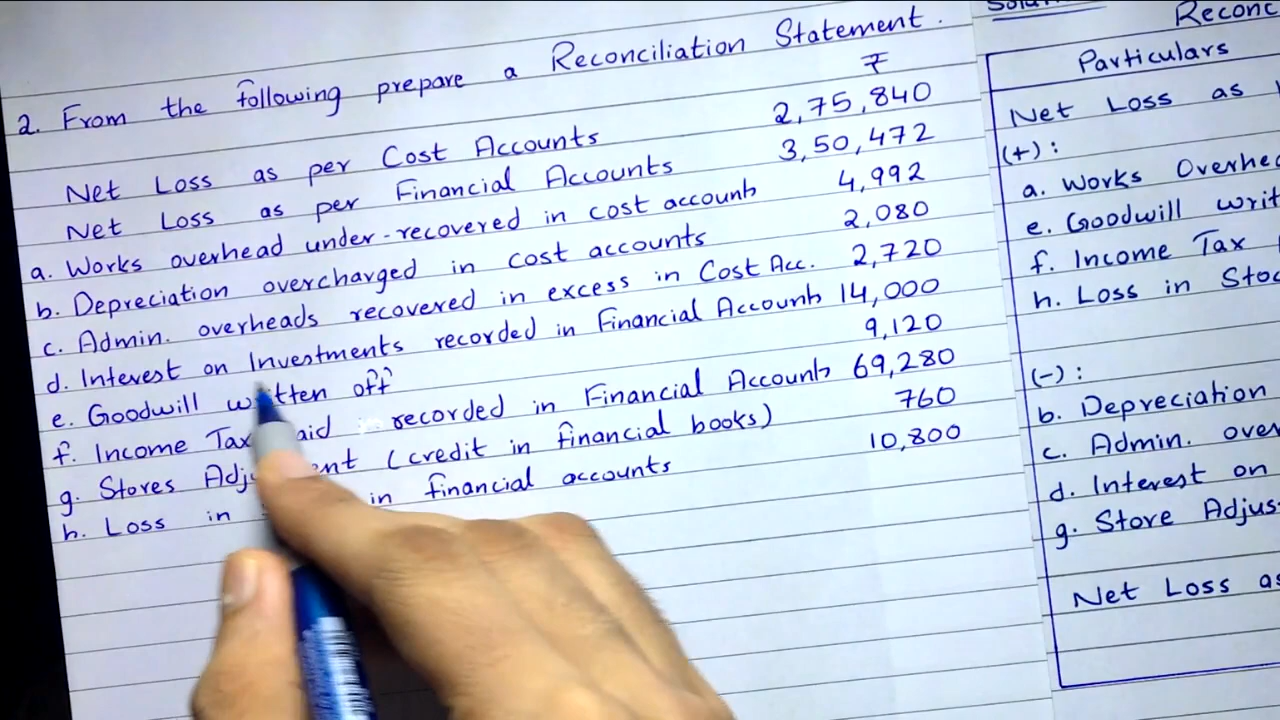 2. From the following prepare a Reconciliation Statement.
₹
Net Loss as per Cost Accounts 2,75,840
Net Loss as per Financial Accounts 3,50,472
a. Works overhead under-recovered in cost accounts 4,992
b. Depreciation overcharged in cost accounts 2,080
c. Admin. overheads recovered in excess in Cost Acc. 2,720
d. Interest on Investments recorded in Financial Accounts 14,000
e. Goodwill written off 9,120
f. Income Tax aid recorded in Financial Accounts 69,280
g. Stores Adj nt (credit in financial books) 760
h. Loss in in financial accounts 10,800
Reconc
Particulars
Net Loss as
(+):
a. Works Overhe
e. Goodwill writ
f. Income Tax
h. Loss in Stoc
(-):
b. Depreciation
c. Admin. over
d. Interest on
g. Store Adjus
Net Loss as